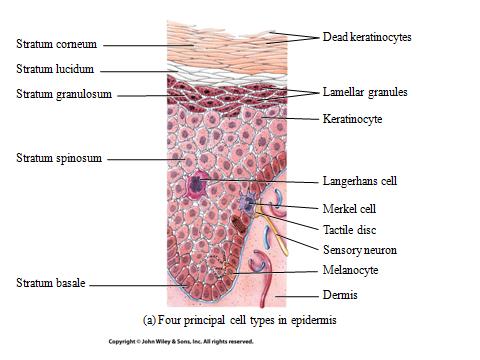 Stratum corneum
Stratum lucidum
Stratum granulosum
Stratum spinosum
Stratum basale
Dead keratinocytes
Lamellar granules
Keratinocyte
Langerhans cell
Merkel cell
Tactile disc
Sensory neuron
Melanocyte
Dermis
(a) Four principal cell types in epidermis
Copyright © John Wiley & Sons, Inc. All rights reserved.